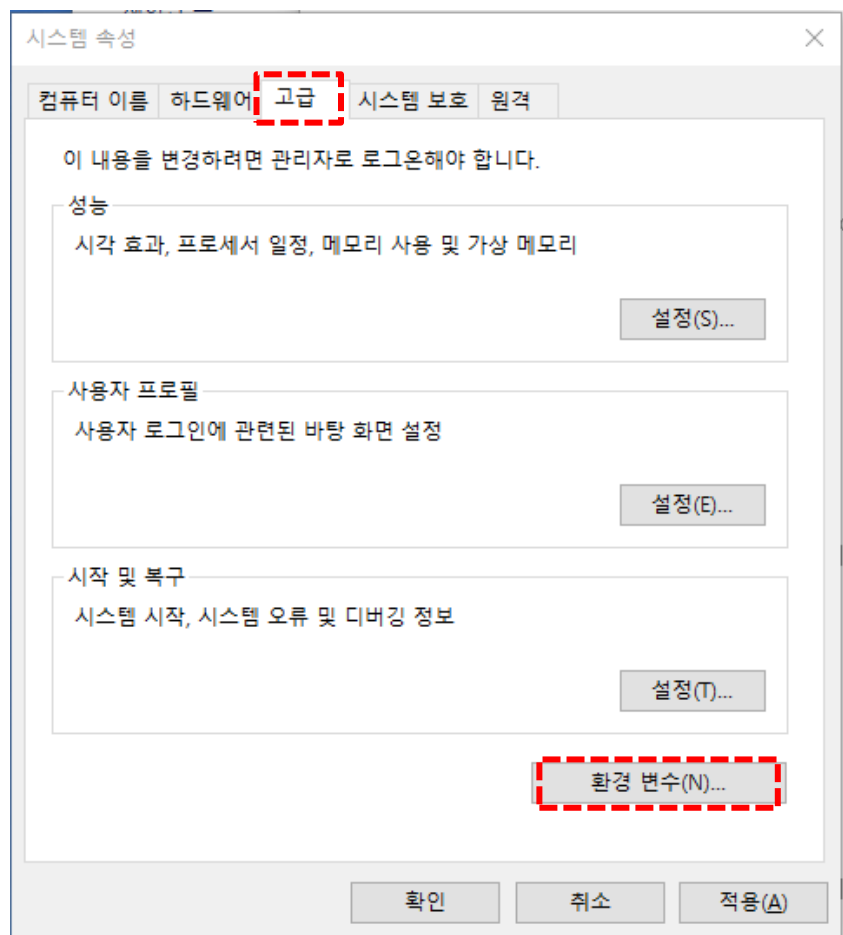 시스템 속성
컴퓨터 이름 하드웨어 고급 시스템 보호 원격
이 내용을 변경하려면 관리자로 로그온해야 합니다.
성능
시각 효과, 프로세서 일정, 메모리 사용 및 가상 메모리
설정(S)...
사용자 프로필
사용자 로그인에 관련된 바탕 화면 설정
설정(E)...
시작 및 복구
시스템 시작, 시스템 오류 및 디버깅 정보
설정(T)...
환경 변수(N)...
확인 취소 적용(A)